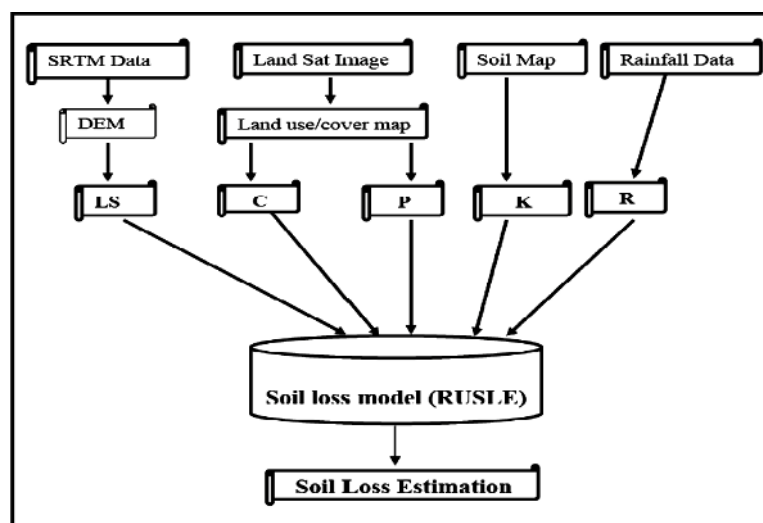 SRTM Data
Land Sat Image
Soil Map
Rainfall Data
DEM
Land use/cover map
LS
C
P
K
R
Soil loss model (RUSLE)
Soil Loss Estimation